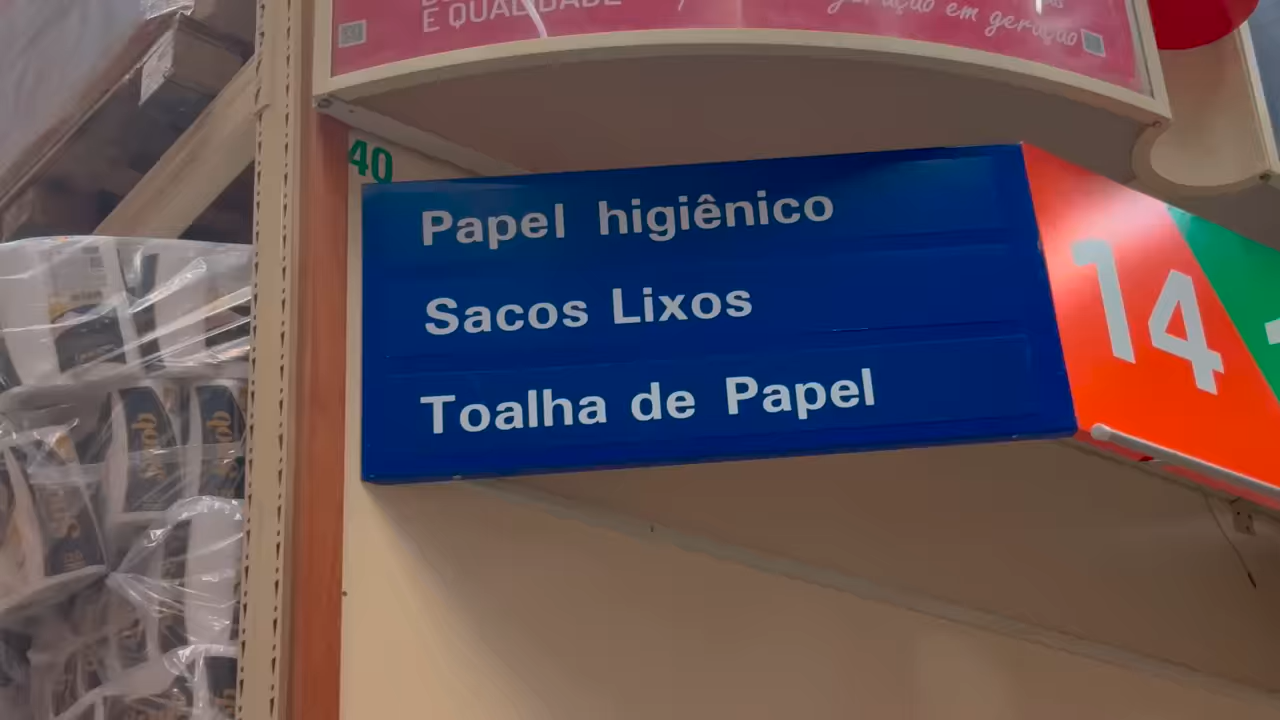 E QUALIDADE
geração em geração
40
Papel higiênico
Sacos Lixos
Toalha de Papel
14